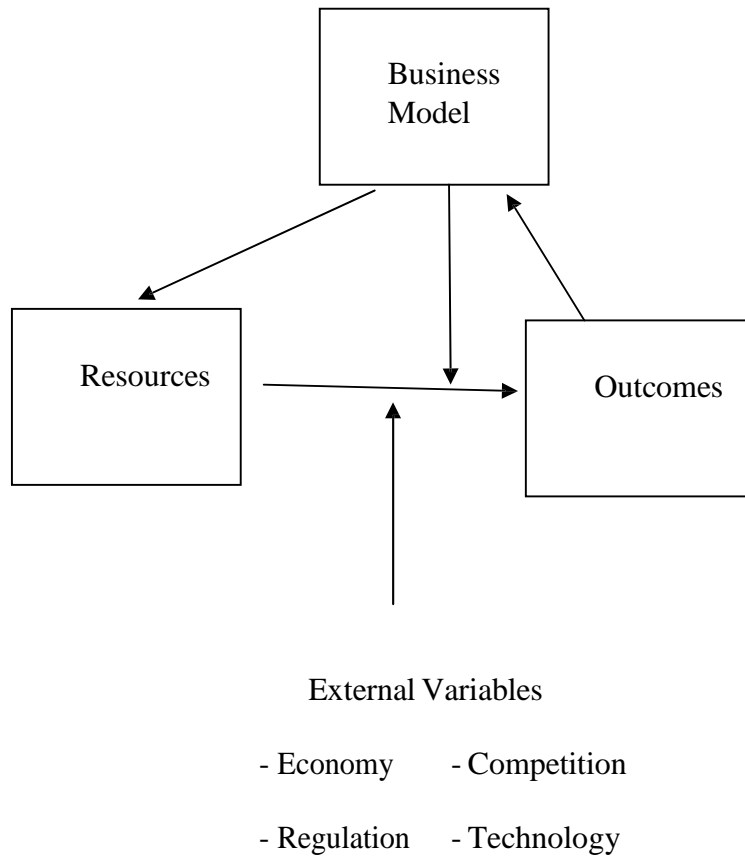 Business
Model
Resources
Outcomes
External Variables
- Economy - Competition
- Regulation - Technology